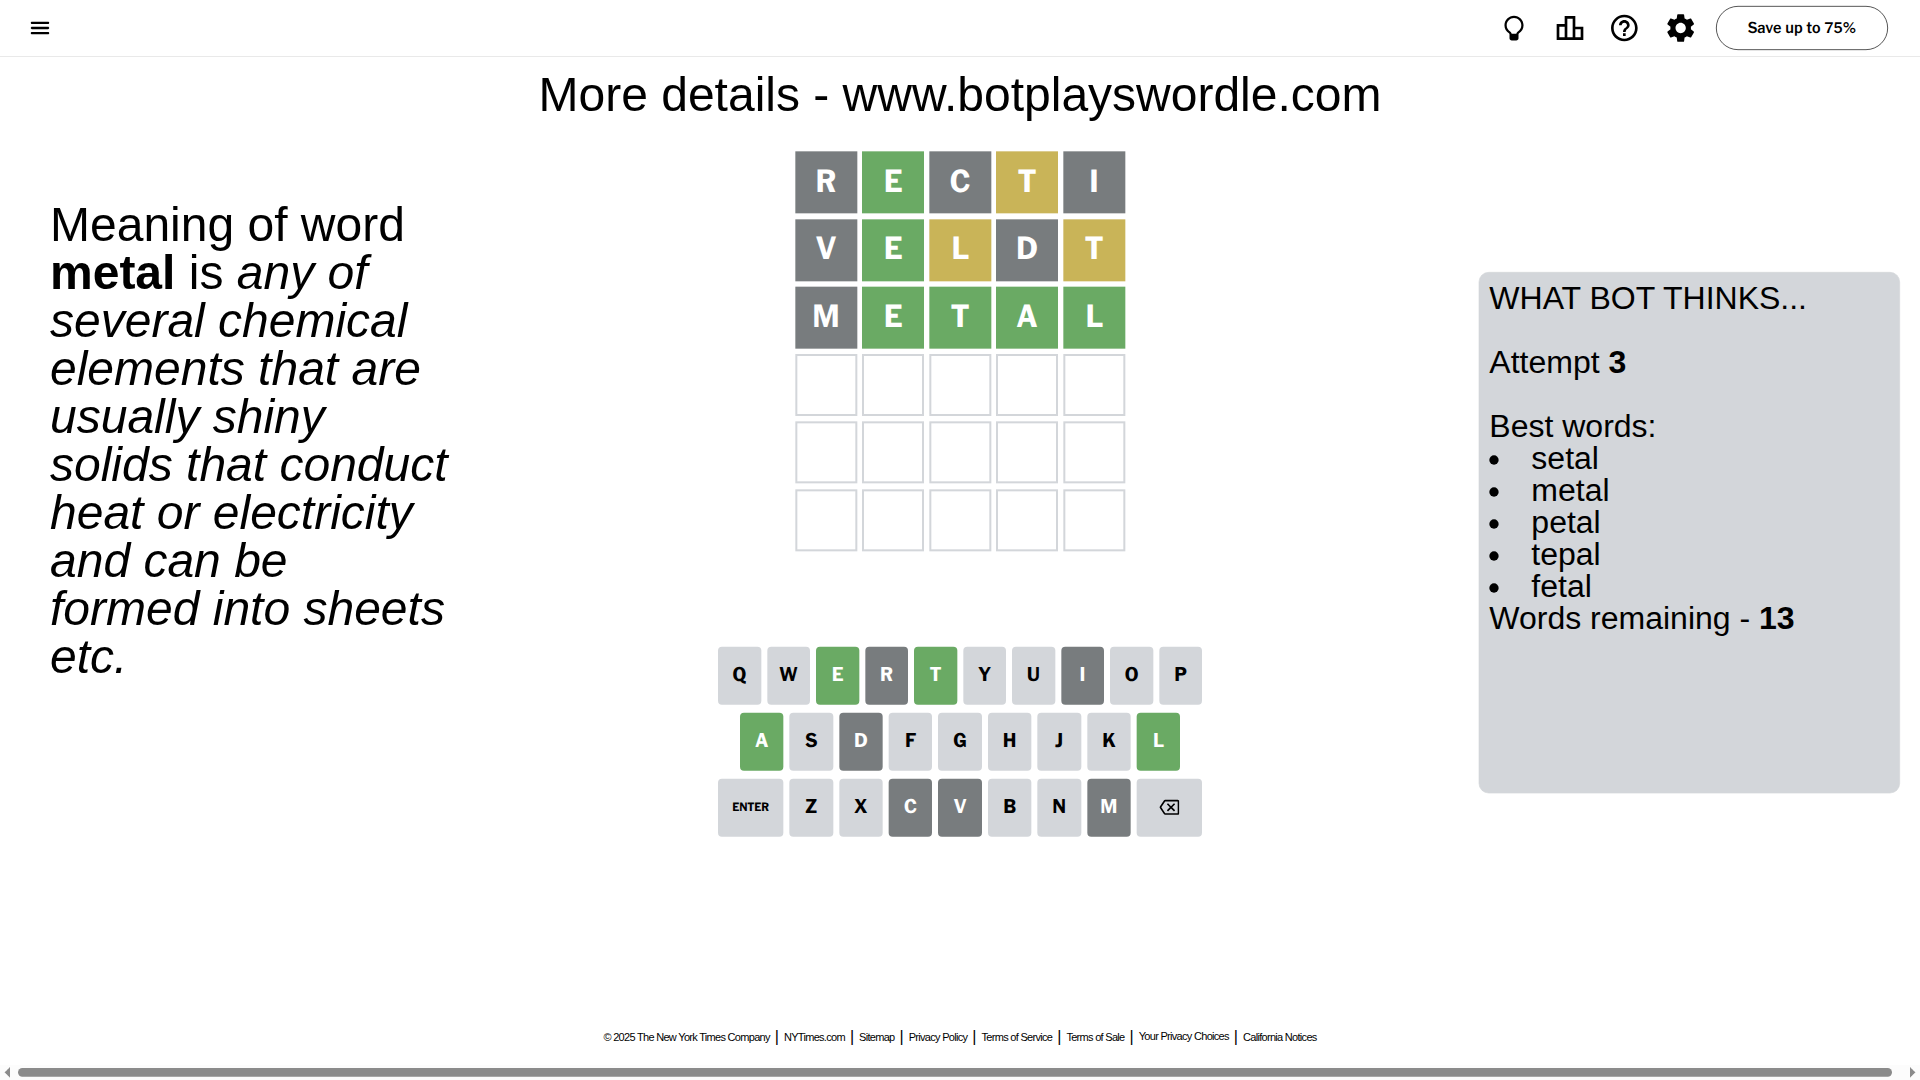 Save up to 75%
More details - www.botplayswordle.com
Meaning of word
metal is any of
several chemical
elements that are
usually shiny
solids that conduct
heat or electricity
and can be
formed into sheets
etc.
R E C T I
V E L D T
M E T A L
WHAT BOT THINKS...
Attempt 3
Best words:
• setal
• metal
• petal
• tepal
• fetal
Words remaining - 13
Q W E R T Y U I O P
A S D F G H J K L
ENTER Z X C V B N M
© 2025 The New York Times Company | NYTimes.com | Sitemap | Privacy Policy | Terms of Service | Terms of Sale | Your Privacy Choices | California Notices